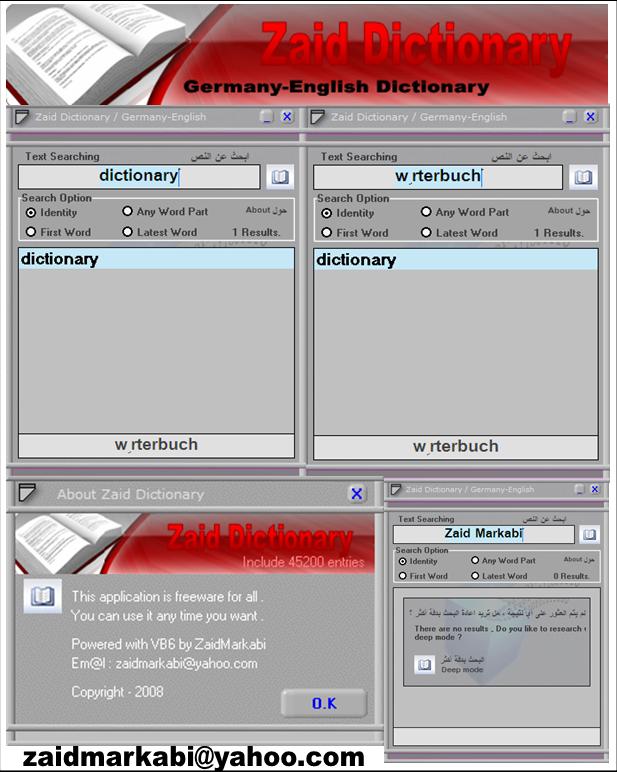 Zaid Dictionary
Germany-English Dictionary
Zaid Dictionary / Germany-English
Text Searching ابحث عن النص
dictionary
Search Option
Identity Any Word Part About حول
First Word Latest Word 1 Results.
dictionary
w¸rterbuch
Zaid Dictionary / Germany-English
Text Searching ابحث عن النص
w¸rterbuch
Search Option
Identity Any Word Part About حول
First Word Latest Word 1 Results.
dictionary
w¸rterbuch
About Zaid Dictionary
Zaid Dictionary
Include 45200 entries
This application is freeware for all .
You can use it any time you want .
Powered with VB6 by ZaidMarkabi
Em@l : zaidmarkabi@yahoo.com
Copyright - 2008
O.K
Zaid Dictionary / Germany-English
Text Searching ابحث عن النص
Zaid Markabi
Search Option
Identity Any Word Part About حول
First Word Latest Word 0 Results.
لم يتم العثور على أي نتيجة ، هل تريد اعادة البحث بدقة أكثر ؟
There are no results , Do you like to research
deep mode ?
البحث بدقة أكثر
Deep mode
zaidmarkabi@yahoo.com